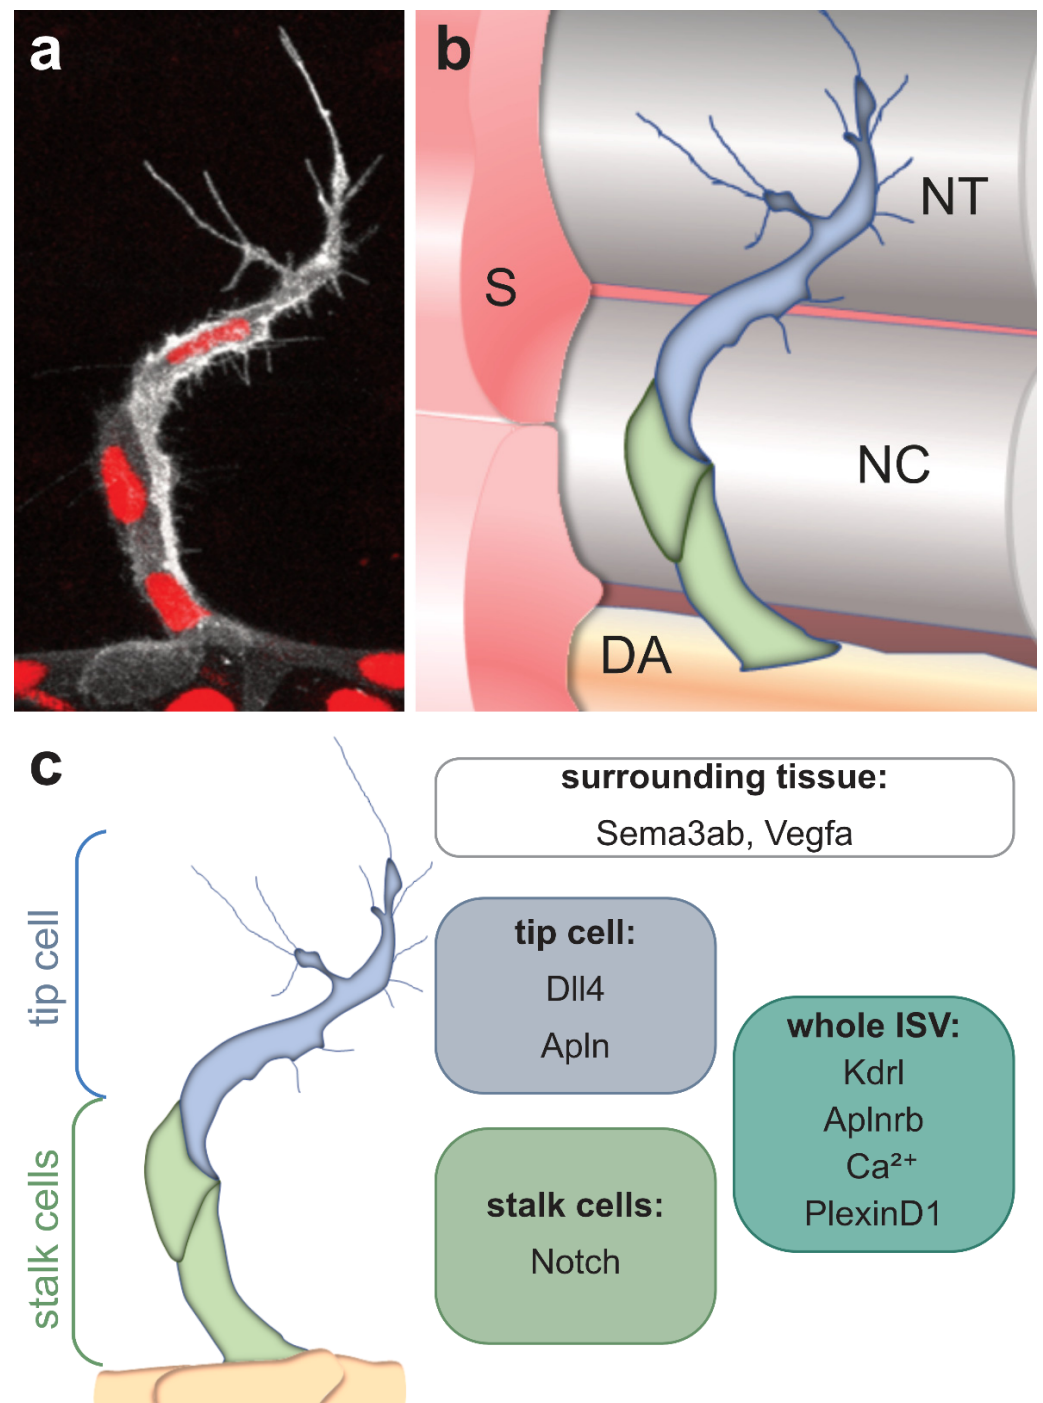 a
b
NT
S
NC
DA
c
surrounding tissue:
Sema3ab, Vegfa
tip cell
tip cell:
Dll4
Apln
whole ISV:
Kdrl
Aplnrb
Ca²⁺
PlexinD1
stalk cells
stalk cells:
Notch